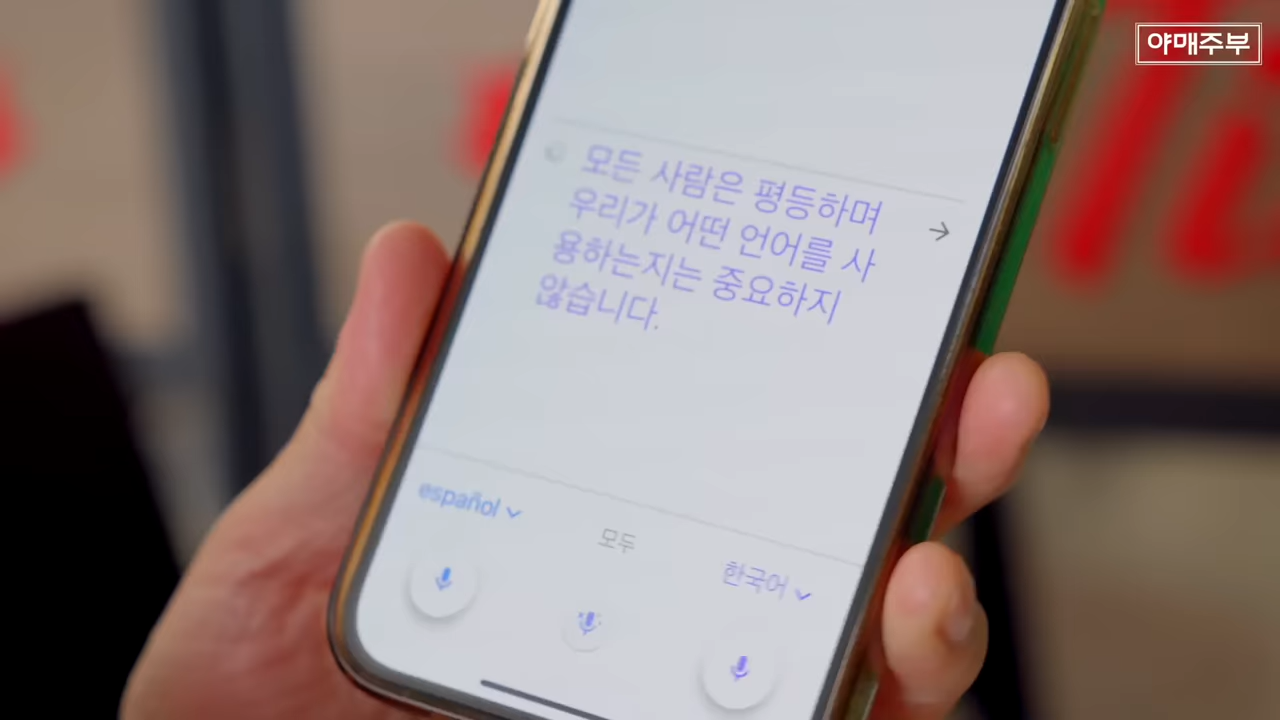 야매주부
모든 사람은 평등하며
우리가 어떤 언어를 사
용하는지는 중요하지
않습니다.
español
모두
한국어